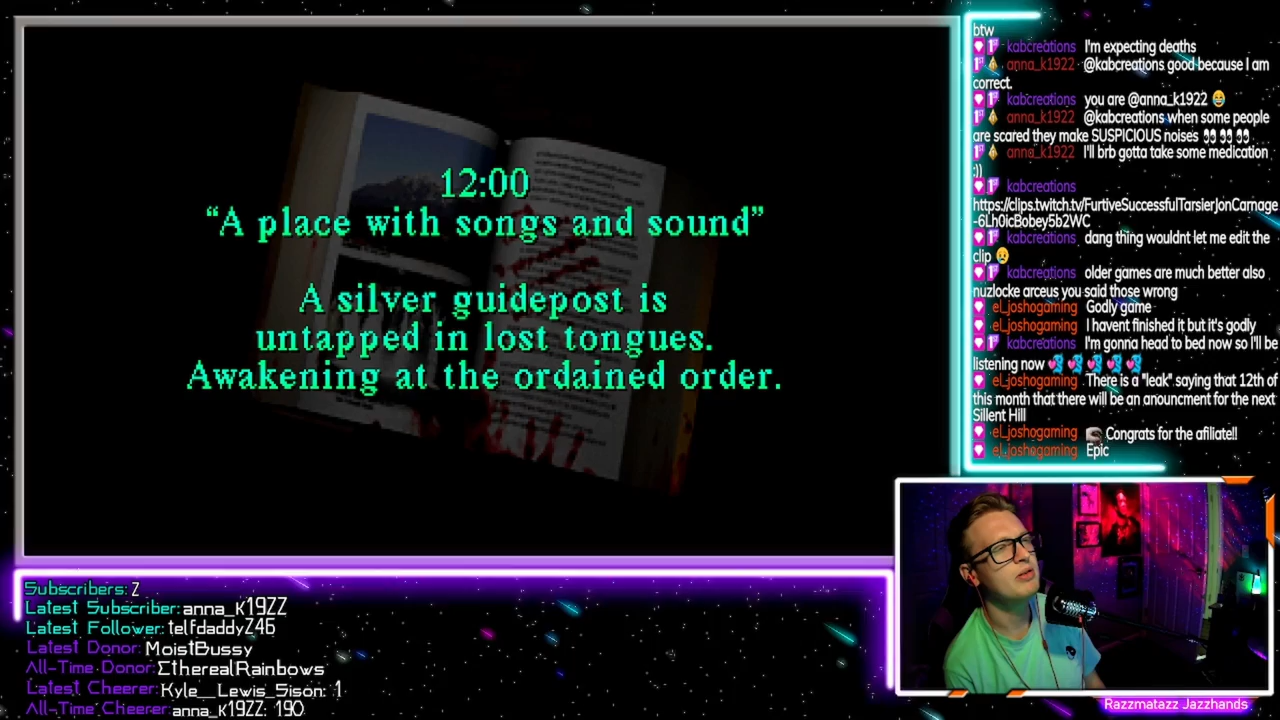 12:00
“A place with songs and sound”
A silver guidepost is
untapped in lost tongues.
Awakening at the ordained order.
btw
kabcreations I'm expecting deaths
anna_k1922 @kabcreations good because I am
correct.
kabcreations you are @anna_k1922 😂
anna_k1922 @kabcreations when some people
are scared they make SUSPICIOUS noises 👀👀👀
anna_k1922 I'll brb gotta take some medication
:))
kabcreations
https://clips.twitch.tv/FurtiveSuccessfulTarsierJonCarnage
-6Lh0icBobey5b2WC
kabcreations dang thing wouldnt let me edit the
clip 😢
kabcreations older games are much better also
nuzlocke arceus you said those wrong
el_joshogaming Godly game
el_joshogaming I havent finished it but it's godly
kabcreations I'm gonna head to bed now so I'll be
listening now
el_joshogaming There is a "leak" saying that 12th of
this month that there will be an anouncment for the next
Sillent Hill
el_joshogaming Congrats for the afiliate!!
el_joshogaming Epic
Subscribers: 2
Latest Subscriber: anna_k1922
Latest Follower: telfdaddy246
Latest Donor: MoistBussy
All-Time Donor: EtherealRainbows
Latest Cheerer: Kyle_Lewis_Sison: 1
All-Time Cheerer: anna_k1922: 190
Razzmatazz Jazzhands